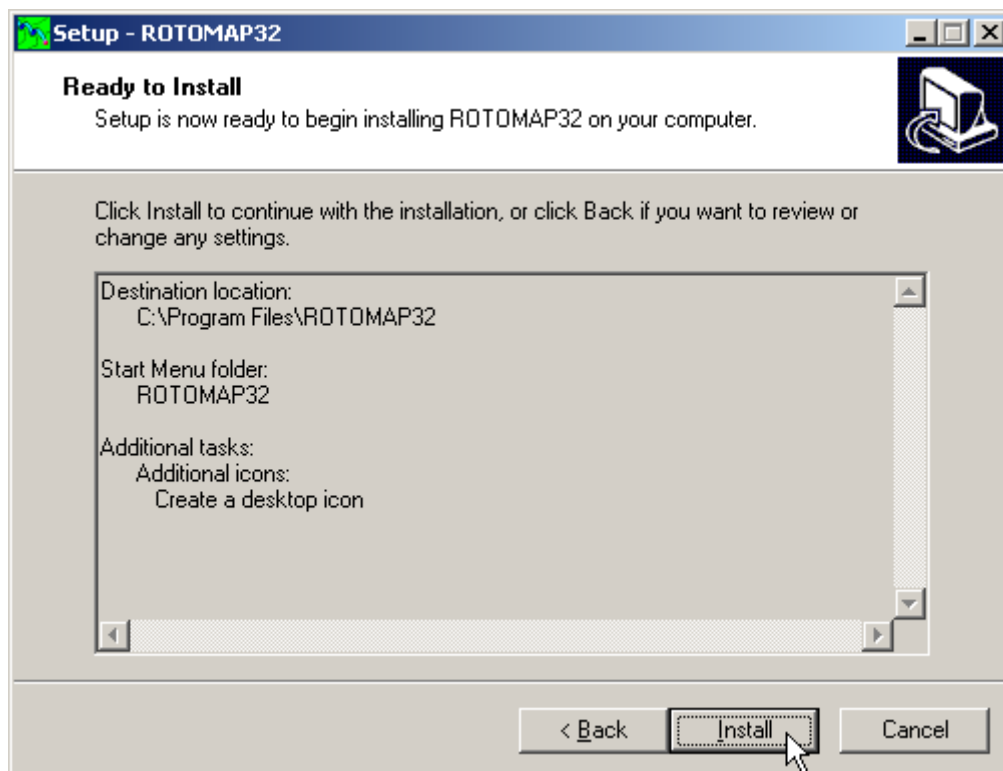 Setup - ROTOMAP32
Ready to Install
Setup is now ready to begin installing ROTOMAP32 on your computer.
Click Install to continue with the installation, or click Back if you want to review or
change any settings.
Destination location:
C:\Program Files\ROTOMAP32
Start Menu folder:
ROTOMAP32
Additional tasks:
Additional icons:
Create a desktop icon
< Back
Install
Cancel